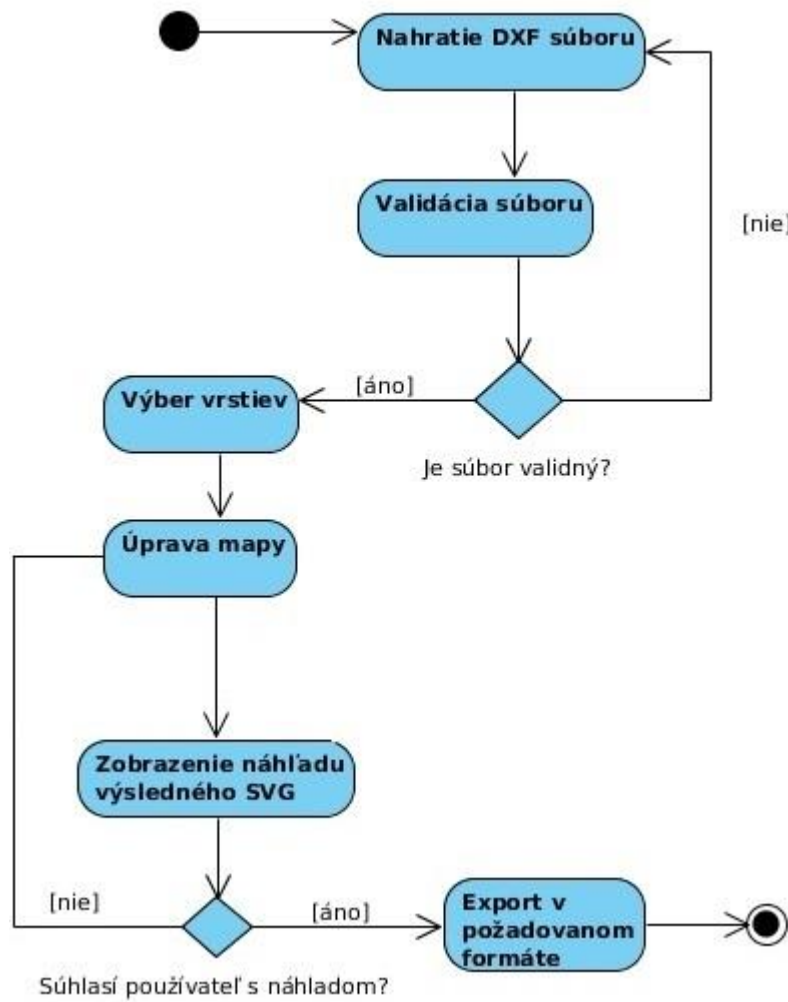 Nahratie DXF súboru
Validácia súboru
[nie]
[áno]
Výber vrstiev
Je súbor validný?
Úprava mapy
Zobrazenie náhľadu
výsledného SVG
[nie]
[áno]
Export v
požadovanom
formáte
Súhlasí používateľ s náhladom?